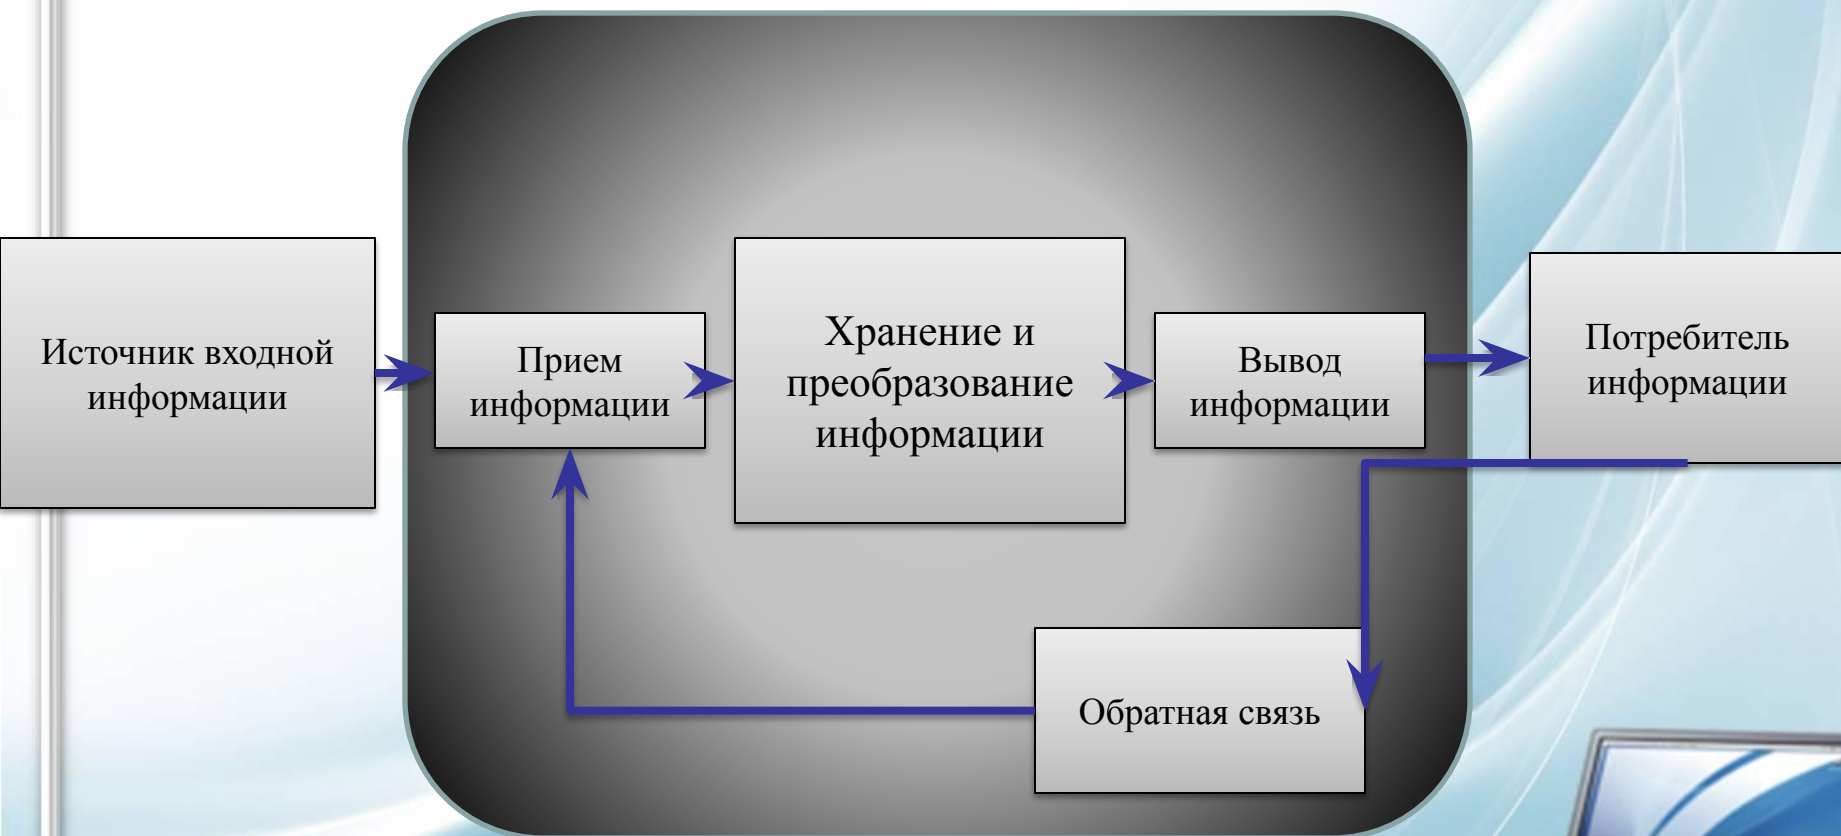 Источник входной
информации
Прием
информации
Хранение и
преобразование
информации
Вывод
информации
Потребитель
информации
Обратная связь